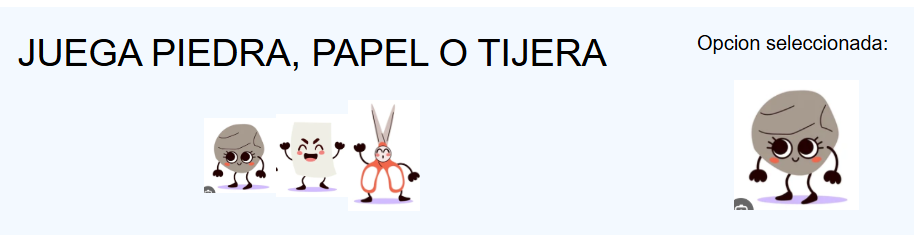 JUEGA PIEDRA, PAPEL O TIJERA
Opcion seleccionada: